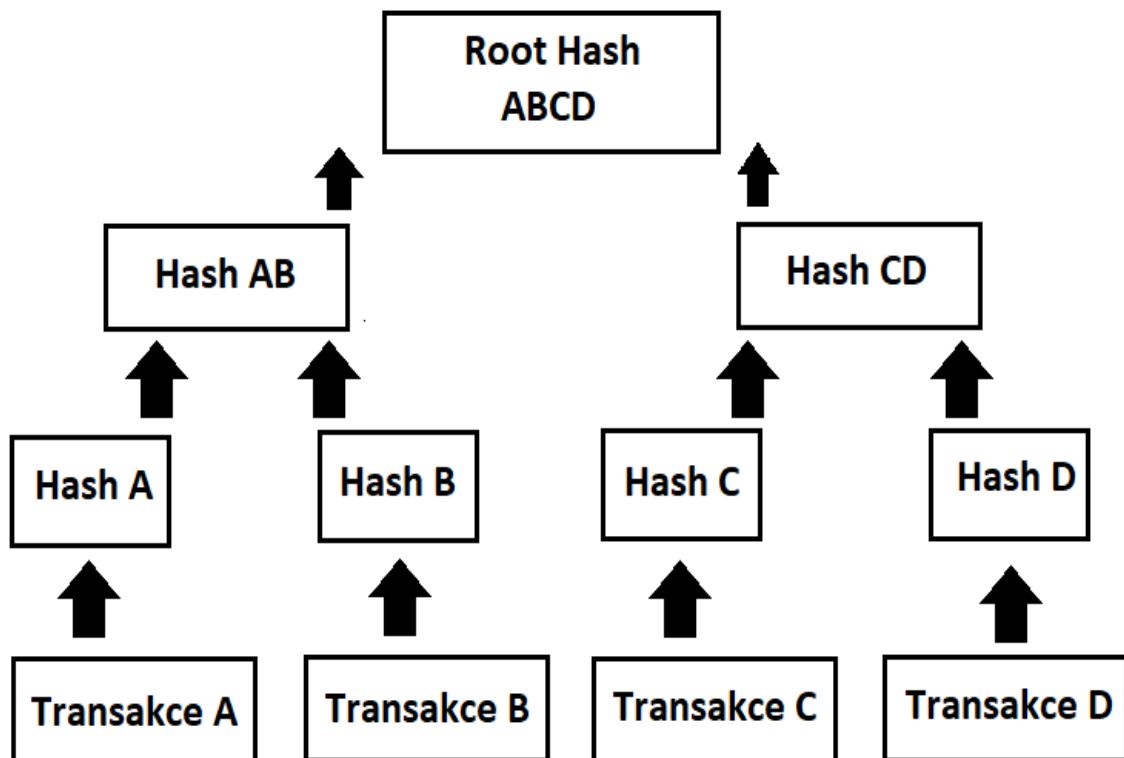 Root Hash
ABCD
Hash AB
Hash CD
Hash A
Hash B
Hash C
Hash D
Transakce A
Transakce B
Transakce C
Transakce D